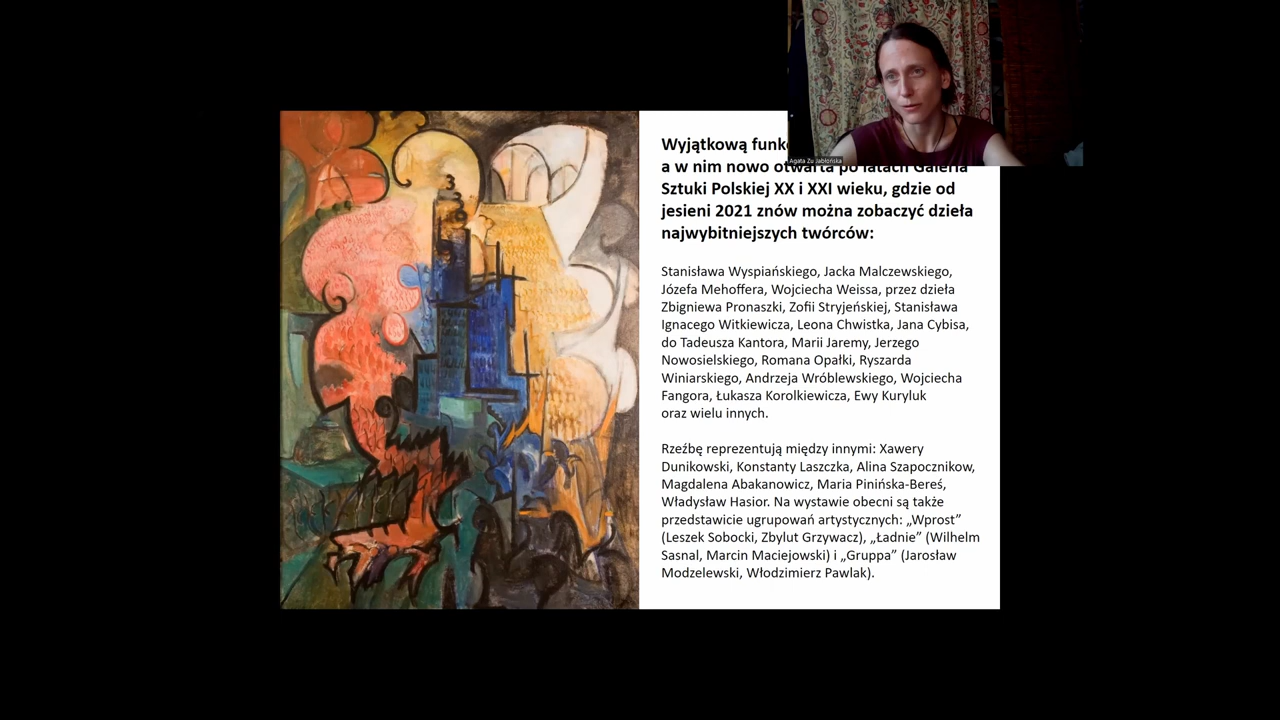 Agata Zu Jabłońska
Wyjątkową
a w nim nowo otwarta po latach Galeria
Sztuki Polskiej XX i XXI wieku, gdzie od
jesieni 2021 znów można zobaczyć dzieła
najwybitniejszych twórców:
Stanisława Wyspiańskiego, Jacka Malczewskiego,
Józefa Mehoffera, Wojciecha Weissa, przez dzieła
Zbigniewa Pronaszki, Zofii Stryjeńskiej, Stanisława
Ignacego Witkiewicza, Leona Chwistka, Jana Cybisa,
do Tadeusza Kantora, Marii Jaremy, Jerzego
Nowosielskiego, Romana Opałki, Ryszarda
Winiarskiego, Andrzeja Wróblewskiego, Wojciecha
Fangora, Łukasza Korolkiewicza, Ewy Kuryluk
oraz wielu innych.
Rzeźbę reprezentują między innymi: Xawery
Dunikowski, Konstanty Laszczka, Alina Szapocznikow,
Magdalena Abakanowicz, Maria Pinińska-Bereś,
Władysław Hasior. Na wystawie obecni są także
przedstawicie ugrupowań artystycznych: „Wprost”
(Leszek Sobocki, Zbylut Grzywacz), „Ładnie” (Wilhelm
Sasnal, Marcin Maciejowski) i „Gruppa” (Jarosław
Modzelewski, Włodzimierz Pawlak).